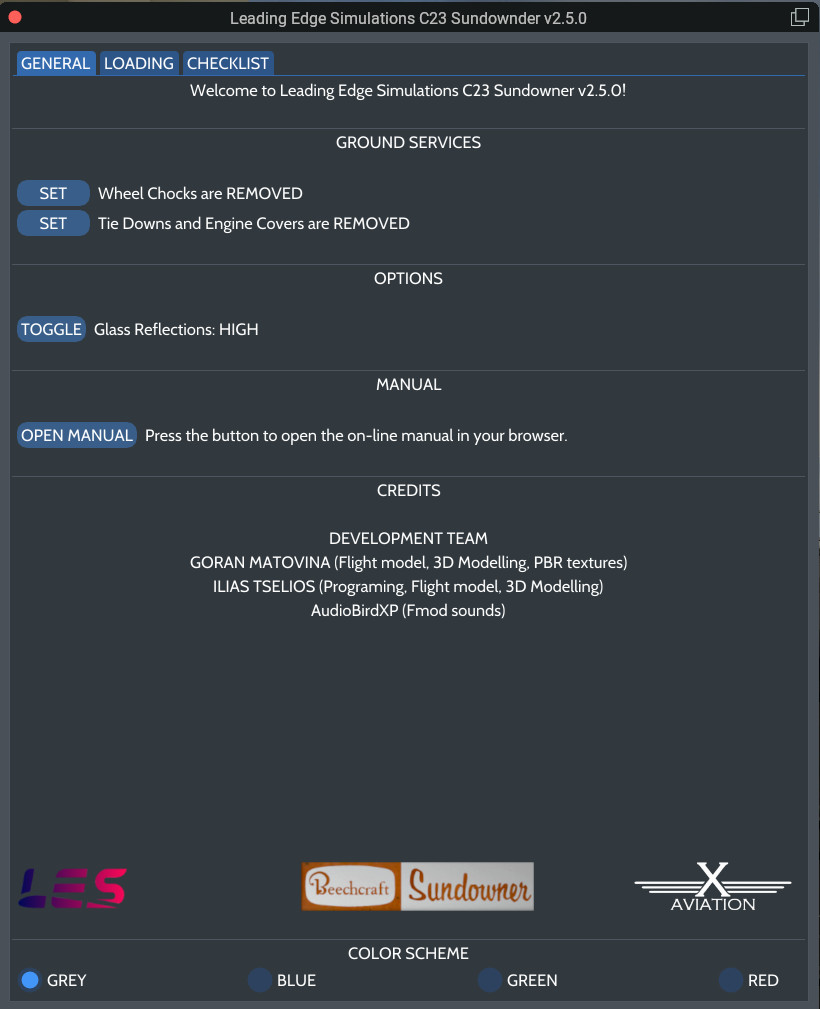 Leading Edge Simulations C23 Sundownder v2.5.0
GENERAL LOADING CHECKLIST
Welcome to Leading Edge Simulations C23 Sundowner v2.5.0!
GROUND SERVICES
SET Wheel Chocks are REMOVED
SET Tie Downs and Engine Covers are REMOVED
OPTIONS
TOGGLE Glass Reflections: HIGH
MANUAL
OPEN MANUAL Press the button to open the on-line manual in your browser.
CREDITS
DEVELOPMENT TEAM
GORAN MATOVINA (Flight model, 3D Modelling, PBR textures)
ILIAS TSELIOS (Programing, Flight model, 3D Modelling)
AudioBirdXP (Fmod sounds)
LES Beechcraft Sundowner X
AVIATION
COLOR SCHEME
GREY BLUE GREEN RED